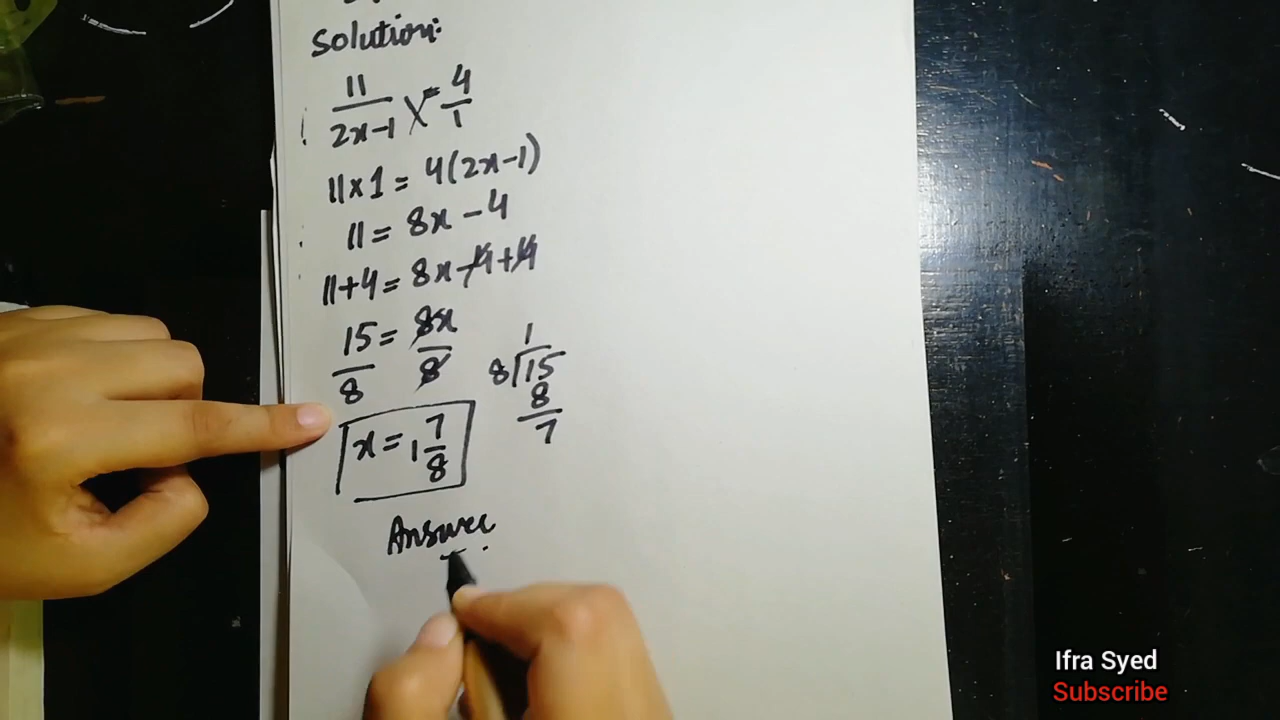 Solution:
11/(2x-1) = 4/1
11×1 = 4(2x-1)
11 = 8x - 4
11+4 = 8x-4+4
15/8 = 8x/8
1
8)15
8
7
x = 1 7/8
Answer
Ifra Syed
Subscribe